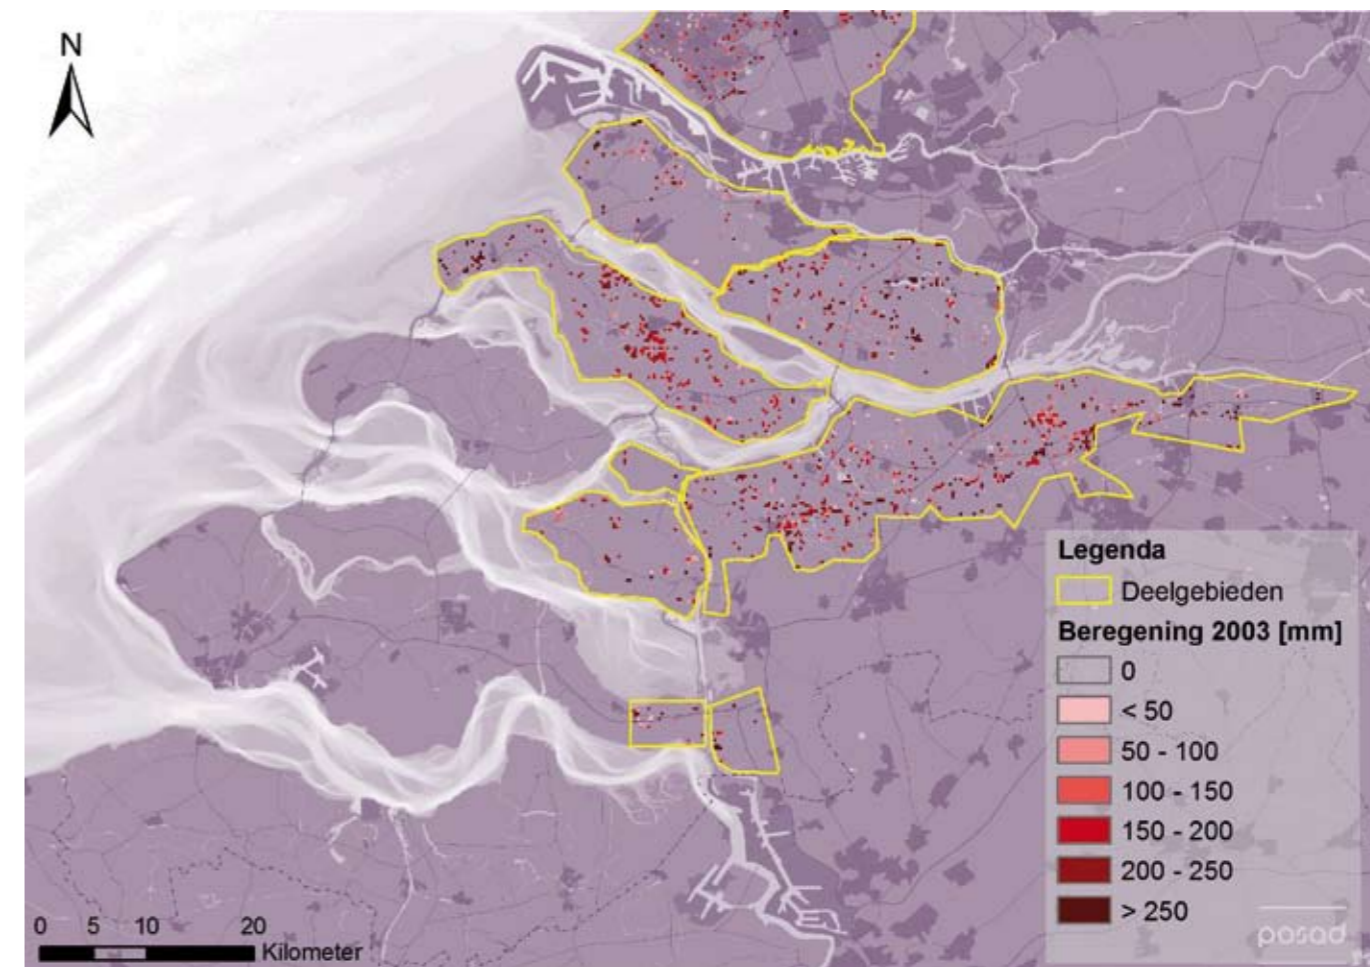 N
Legenda
Deelgebieden
Beregening 2003 [mm]
0
< 50
50 - 100
100 - 150
150 - 200
200 - 250
> 250
0 5 10 20
Kilometer
posad